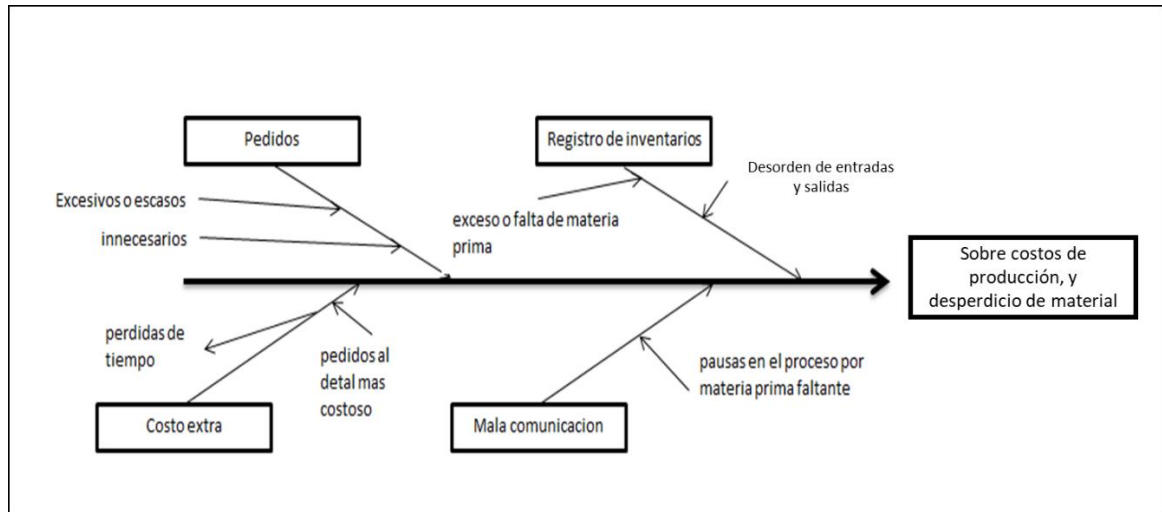 Pedidos
Registro de inventarios
Desorden de entradas
y salidas
Excesivos o escasos
exceso o falta de materia
prima
innecesarios
Sobre costos de
producción, y
desperdicio de material
perdidas de
tiempo
pedidos al
detal mas
costoso
pausas en el proceso por
materia prima faltante
Costo extra
Mala comunicacion